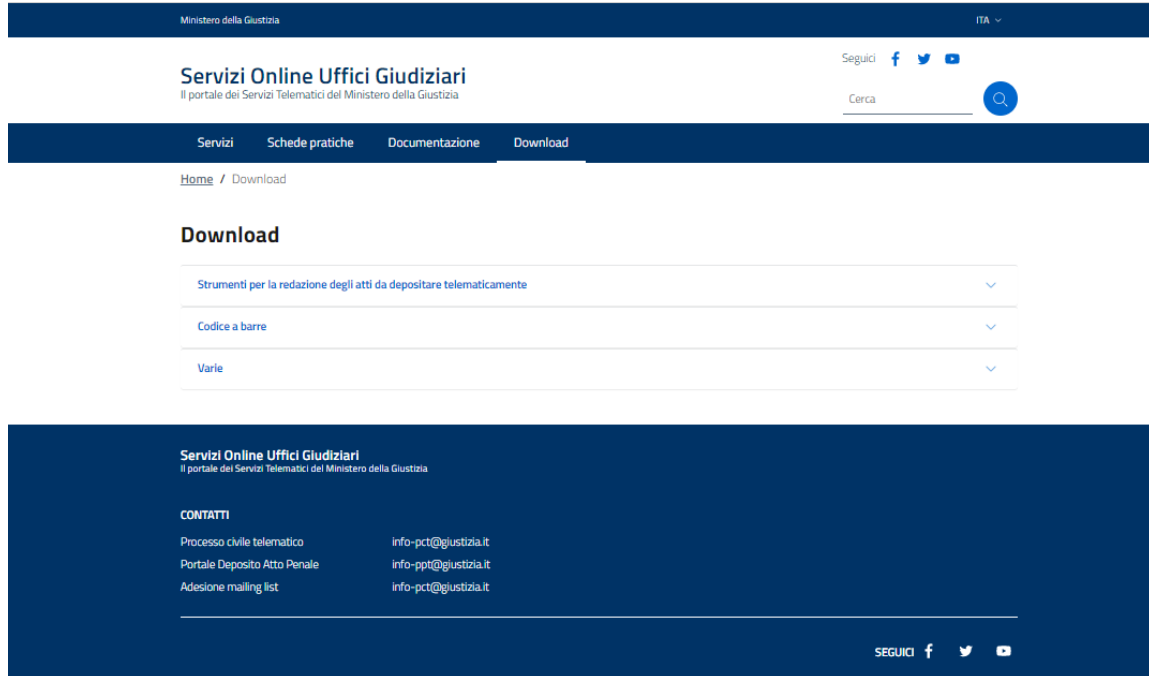 Ministero della Giustizia ITA
Seguici
Servizi Online Uffici Giudiziari
Il portale dei Servizi Telematici del Ministero della Giustizia
Cerca
Servizi Schede pratiche Documentazione Download
Home / Download
Download
Strumenti per la redazione degli atti da depositare telematicamente
Codice a barre
Varie
Servizi Online Uffici Giudiziari
Il portale dei Servizi Telematici del Ministero della Giustizia
CONTATTI
Processo civile telematico info-pct@giustizia.it
Portale Deposito Atto Penale info-ppt@giustizia.it
Adesione mailing list info-pct@giustizia.it
SEGUICI